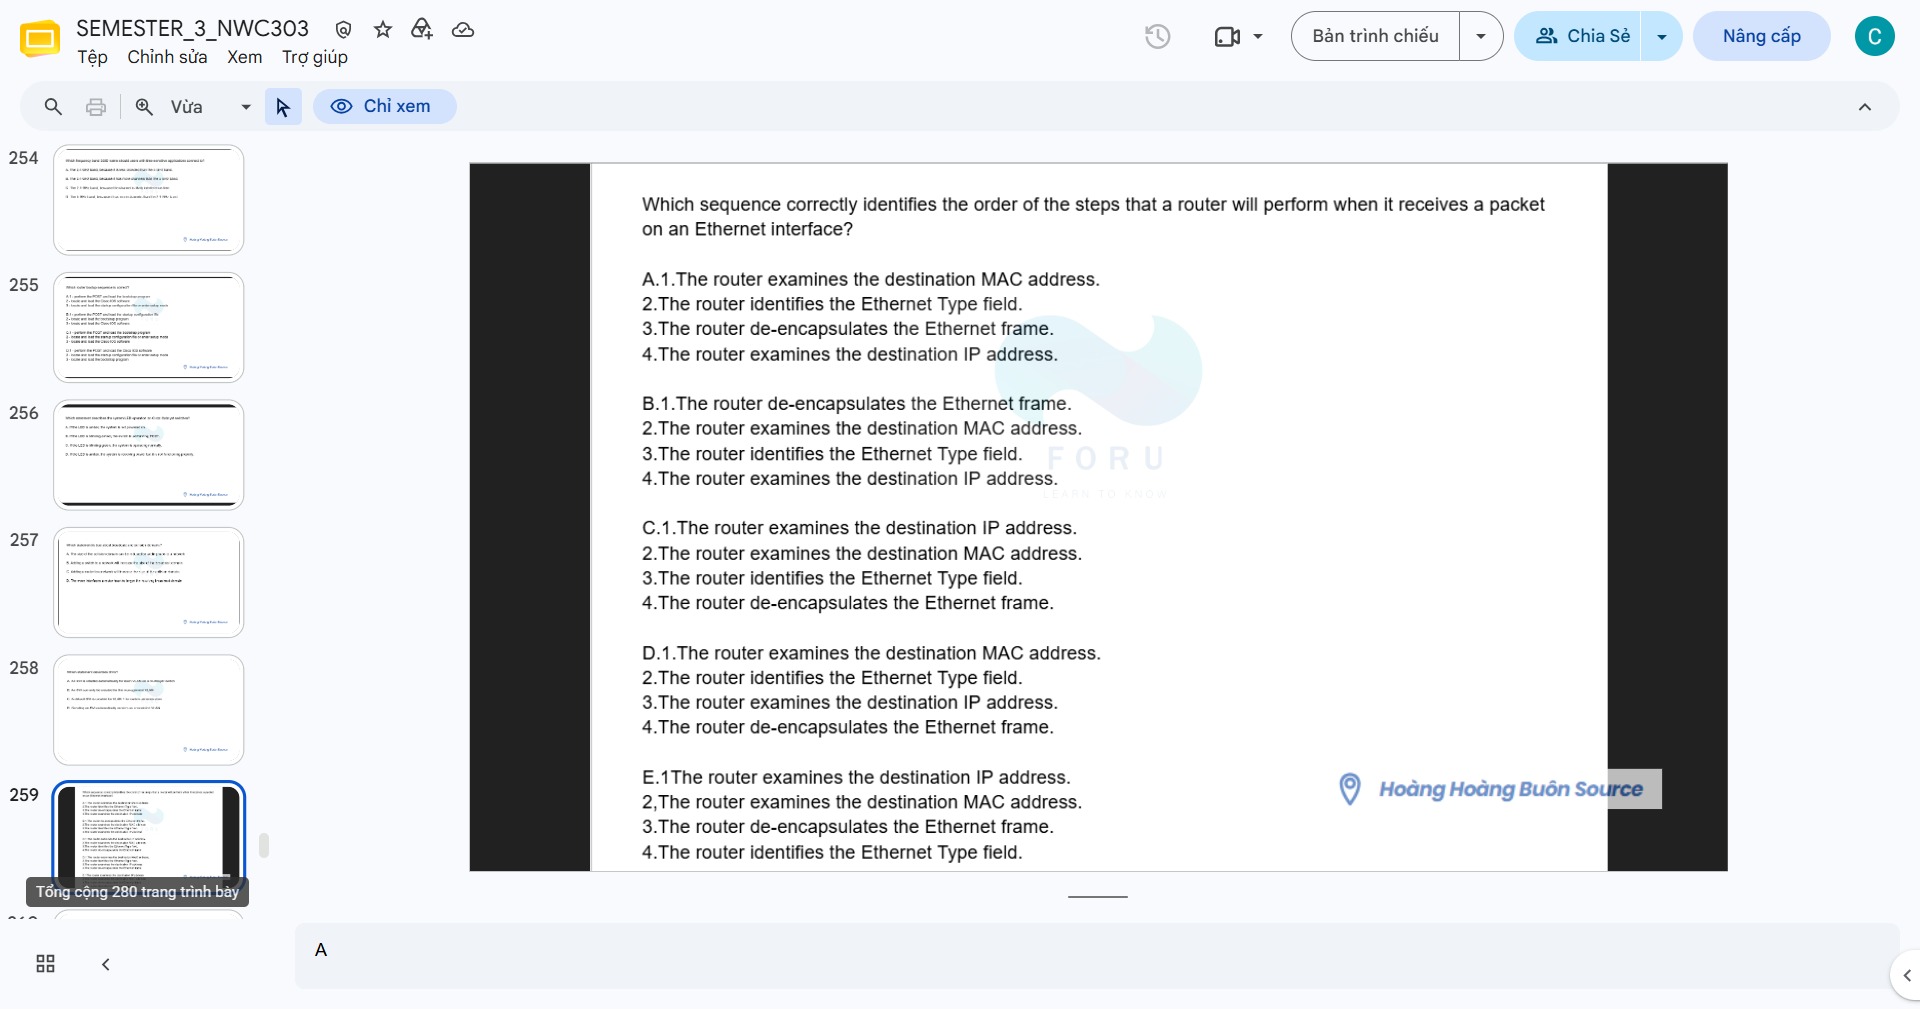 SEMESTER_3_NWC303
Tệp Chỉnh sửa Xem Trợ giúp
Bản trình chiếu
Chia Sẻ
Nâng cấp
C
Vừa
Chỉ xem
254
255
256
257
258
259
Tổng cộng 280 trang trình bày
Which sequence correctly identifies the order of the steps that a router will perform when it receives a packet
on an Ethernet interface?
A.1.The router examines the destination MAC address.
2.The router identifies the Ethernet Type field.
3.The router de-encapsulates the Ethernet frame.
4.The router examines the destination IP address.
B.1.The router de-encapsulates the Ethernet frame.
2.The router examines the destination MAC address.
3.The router identifies the Ethernet Type field.
4.The router examines the destination IP address.
FORU
LEARN TO KNOW
C.1.The router examines the destination IP address.
2.The router examines the destination MAC address.
3.The router identifies the Ethernet Type field.
4.The router de-encapsulates the Ethernet frame.
D.1.The router examines the destination MAC address.
2.The router identifies the Ethernet Type field.
3.The router examines the destination IP address.
4.The router de-encapsulates the Ethernet frame.
E.1The router examines the destination IP address.
2,The router examines the destination MAC address.
3.The router de-encapsulates the Ethernet frame.
4.The router identifies the Ethernet Type field.
Hoàng Hoàng Buôn Source
A